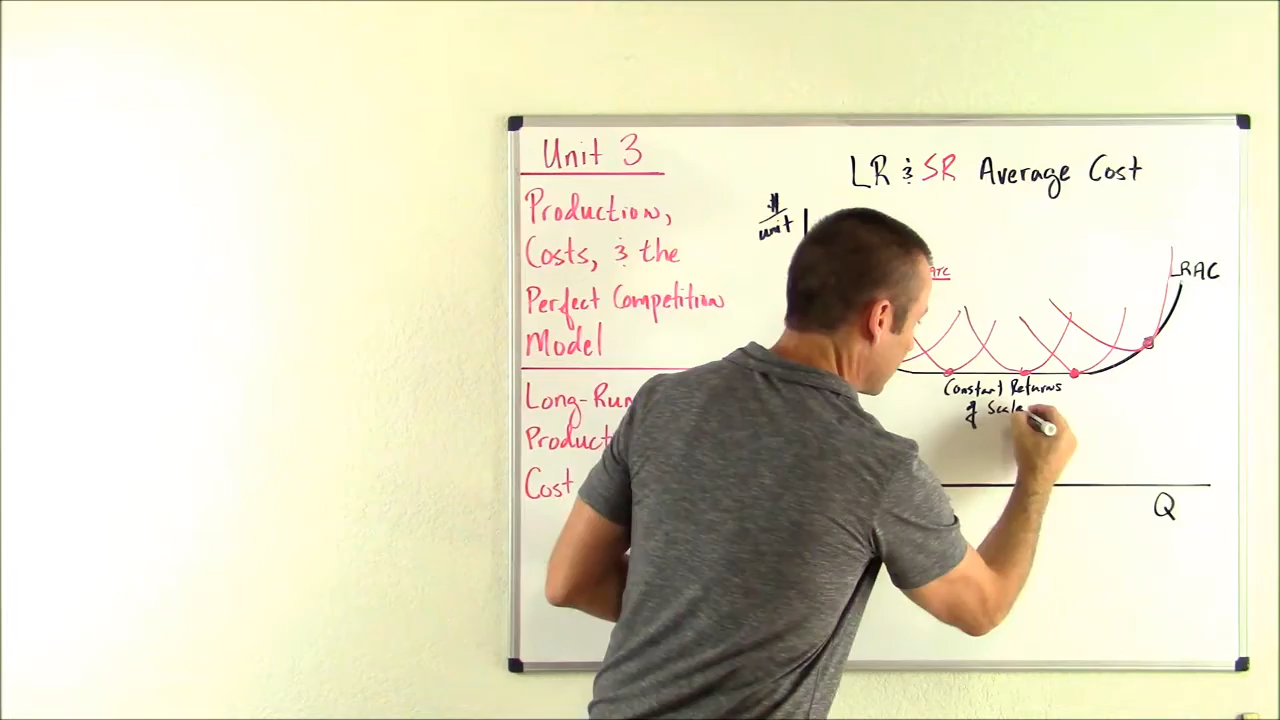 Unit 3
Production,
Costs, & the
Perfect Competition
Model
Long-Run
Product
Cost
LR & SR Average Cost
$
unit
ATC
LRAC
Constant Returns
of Scale
Q